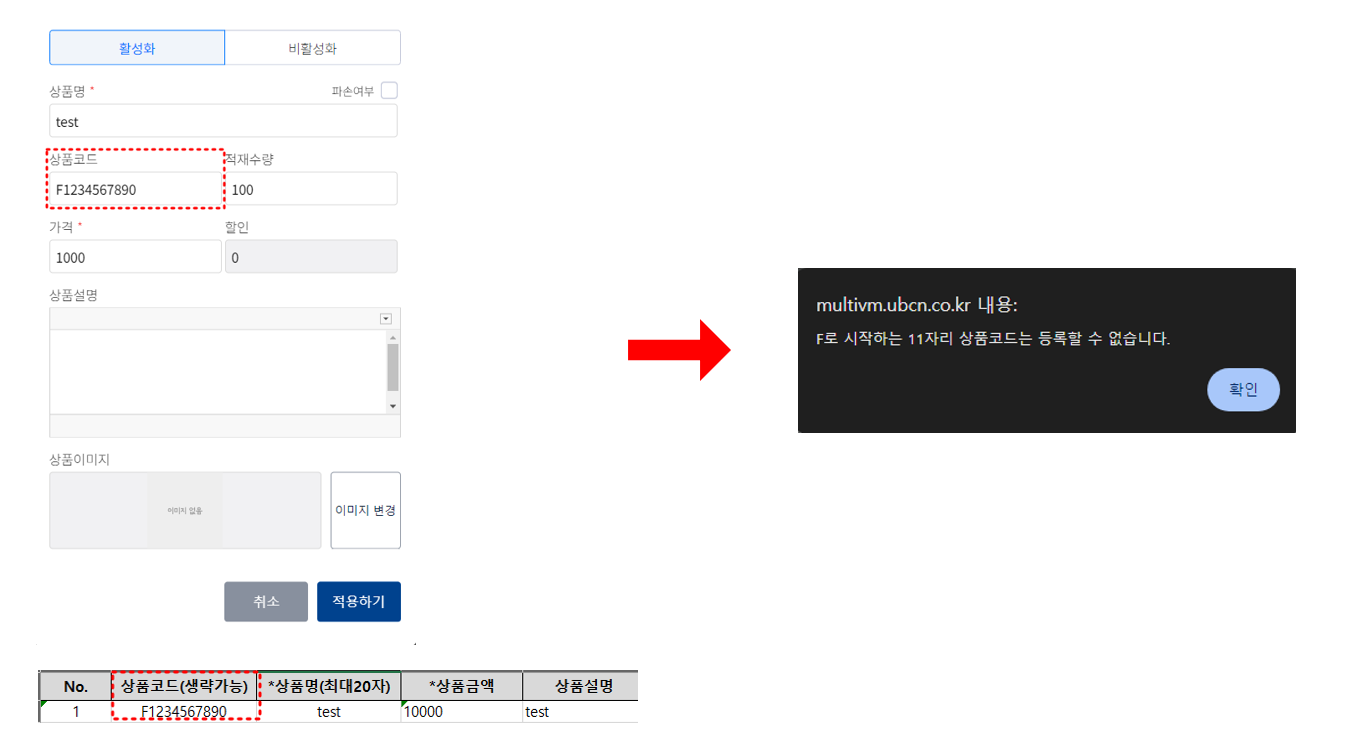 활성화
비활성화
상품명 *
파손여부
test
상품코드
적재수량
F1234567890
100
가격 *
할인
1000
0
상품설명
상품이미지
이미지 없음
이미지 변경
취소
적용하기
multivm.ubcn.co.kr 내용:
F로 시작하는 11자리 상품코드는 등록할 수 없습니다.
확인
No. 상품코드(생략가능) *상품명(최대20자) *상품금액 상품설명
1 F1234567890 test 10000 test